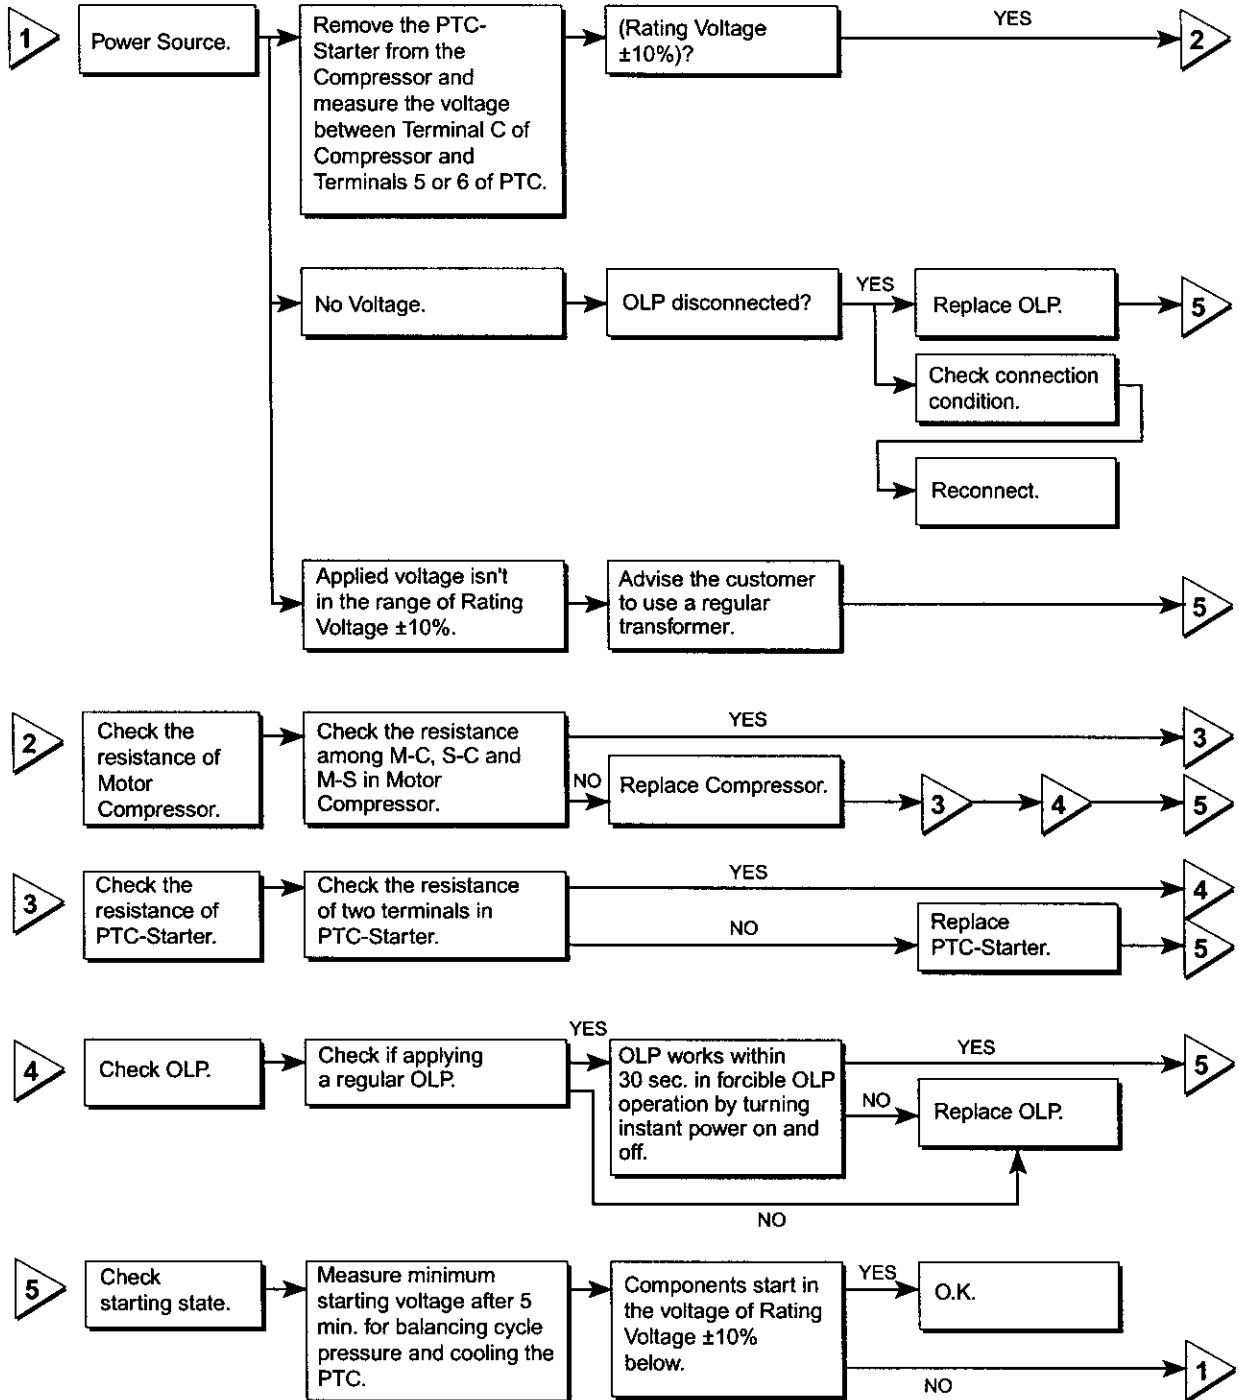 1
Power Source.
Remove the PTC-
Starter from the
Compressor and
measure the voltage
between Terminal C of
Compressor and
Terminals 5 or 6 of PTC.
(Rating Voltage
±10%)?
YES
2
No Voltage.
OLP disconnected?
YES
Replace OLP.
5
Check connection
condition.
Reconnect.
Applied voltage isn't
in the range of Rating
Voltage ±10%.
Advise the customer
to use a regular
transformer.
5
2
Check the
resistance of
Motor
Compressor.
Check the resistance
among M-C, S-C and
M-S in Motor
Compressor.
YES
3
NO
Replace Compressor.
3
4
5
3
Check the
resistance of
PTC-Starter.
Check the resistance
of two terminals in
PTC-Starter.
YES
4
NO
Replace
PTC-Starter.
5
4
Check OLP.
Check if applying
a regular OLP.
YES
OLP works within
30 sec. in forcible OLP
operation by turning
instant power on and
off.
YES
5
NO
Replace OLP.
NO
5
Check
starting state.
Measure minimum
starting voltage after 5
min. for balancing cycle
pressure and cooling the
PTC.
Components start in
the voltage of Rating
Voltage ±10%
below.
YES
O.K.
NO
1